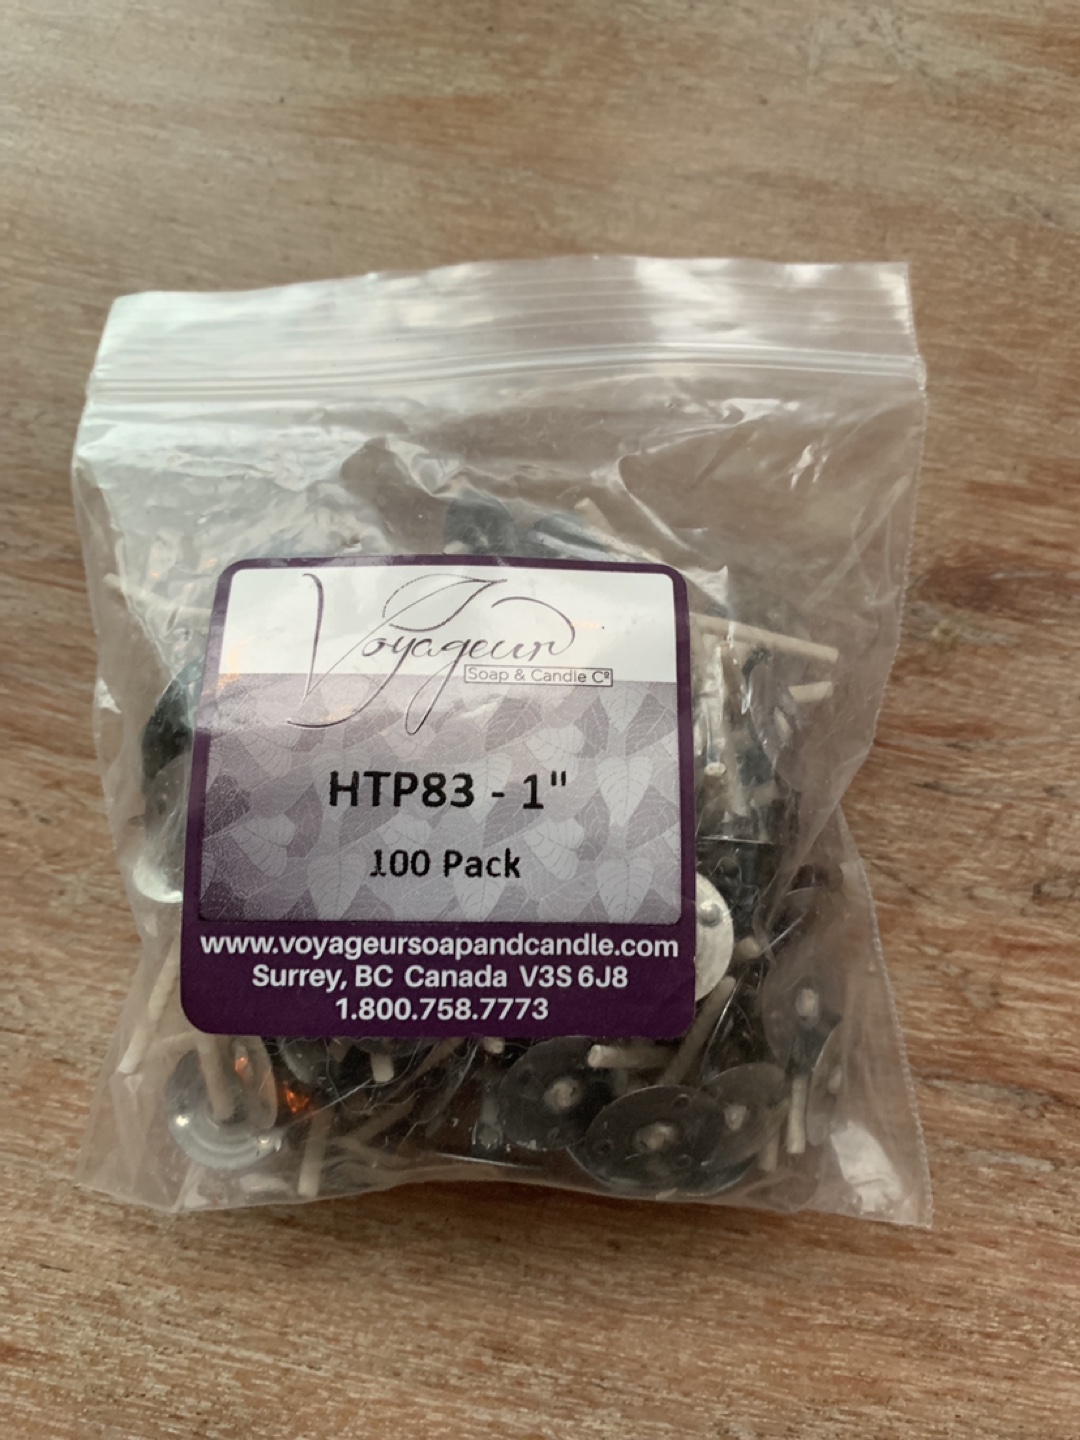 Voyageur
Soap & Candle Cº
HTP83 - 1"
100 Pack
www.voyageursoapandcandle.com
Surrey, BC Canada V3S 6J8
1.800.758.7773